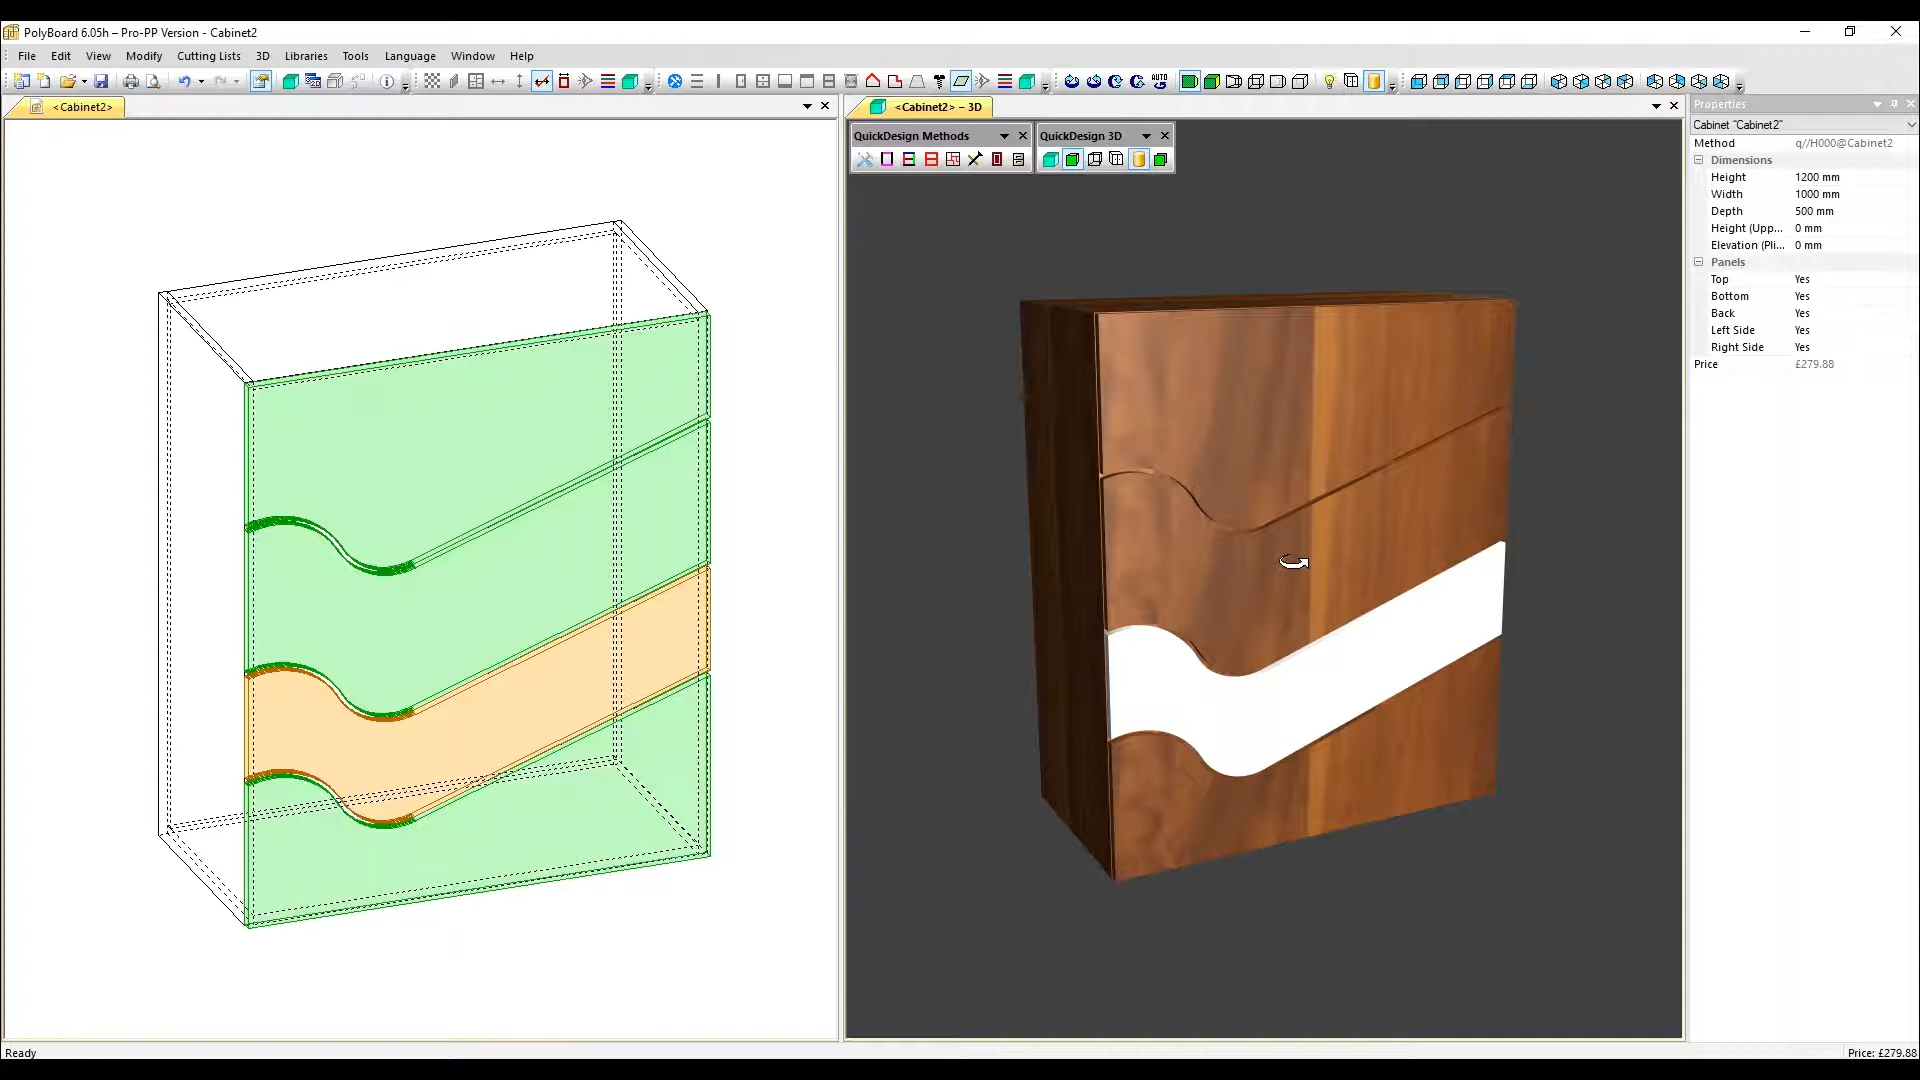 PolyBoard 6.05h – Pro-PP Version - Cabinet2
File Edit View Modify Cutting Lists 3D Libraries Tools Language Window Help
AUTO
<Cabinet2>
<Cabinet2> – 3D
QuickDesign Methods
QuickDesign 3D
Properties
Cabinet "Cabinet2"
Method q//H000@Cabinet2
Dimensions
Height 1200 mm
Width 1000 mm
Depth 500 mm
Height (Upp... 0 mm
Elevation (Pli... 0 mm
Panels
Top Yes
Bottom Yes
Back Yes
Left Side Yes
Right Side Yes
Price £279.88
Ready
Price: £279.88